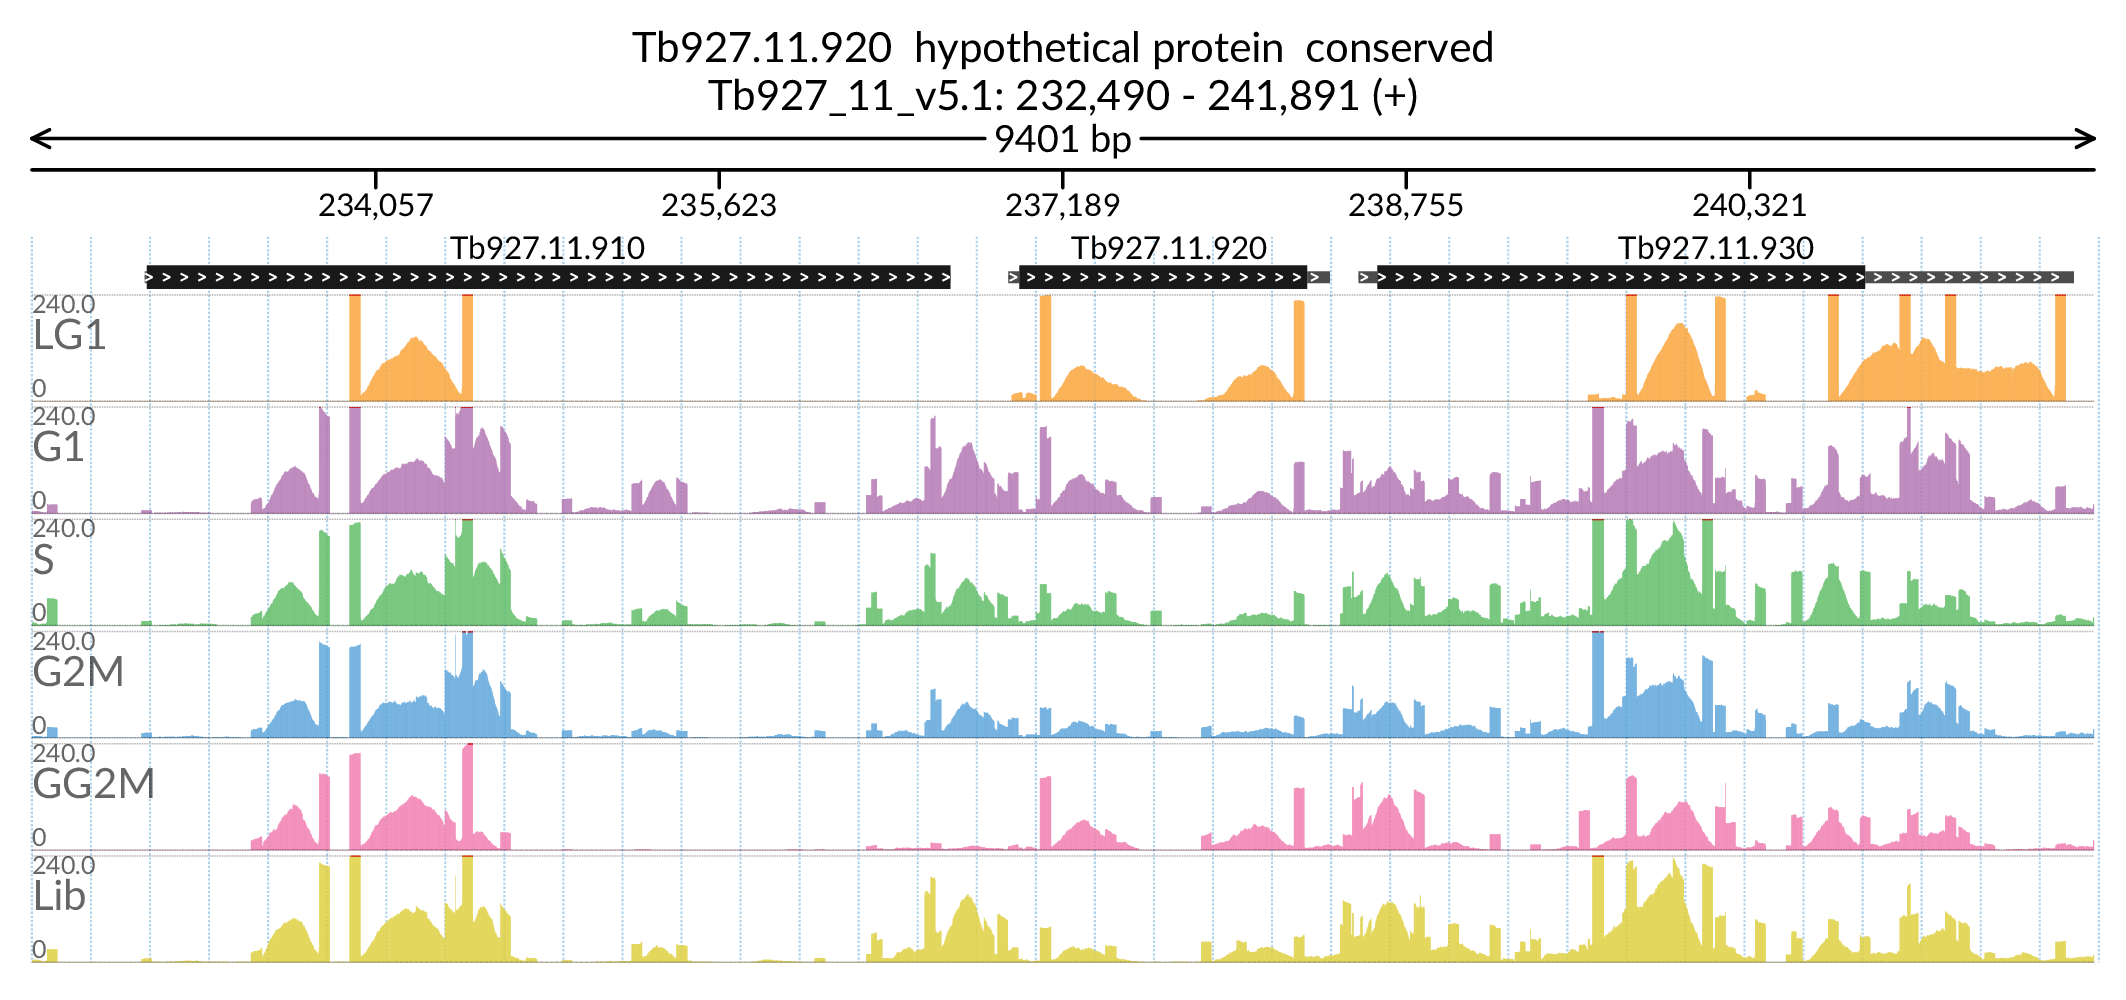 Tb927.11.920  hypothetical protein  conserved
Tb927_11_v5.1: 232,490 - 241,891 (+)
9401 bp
234,057 235,623 237,189 238,755 240,321
Tb927.11.910 Tb927.11.920 Tb927.11.930
240.0
LG1
0
240.0
G1
0
240.0
S
0
240.0
G2M
0
240.0
GG2M
0
240.0
Lib
0